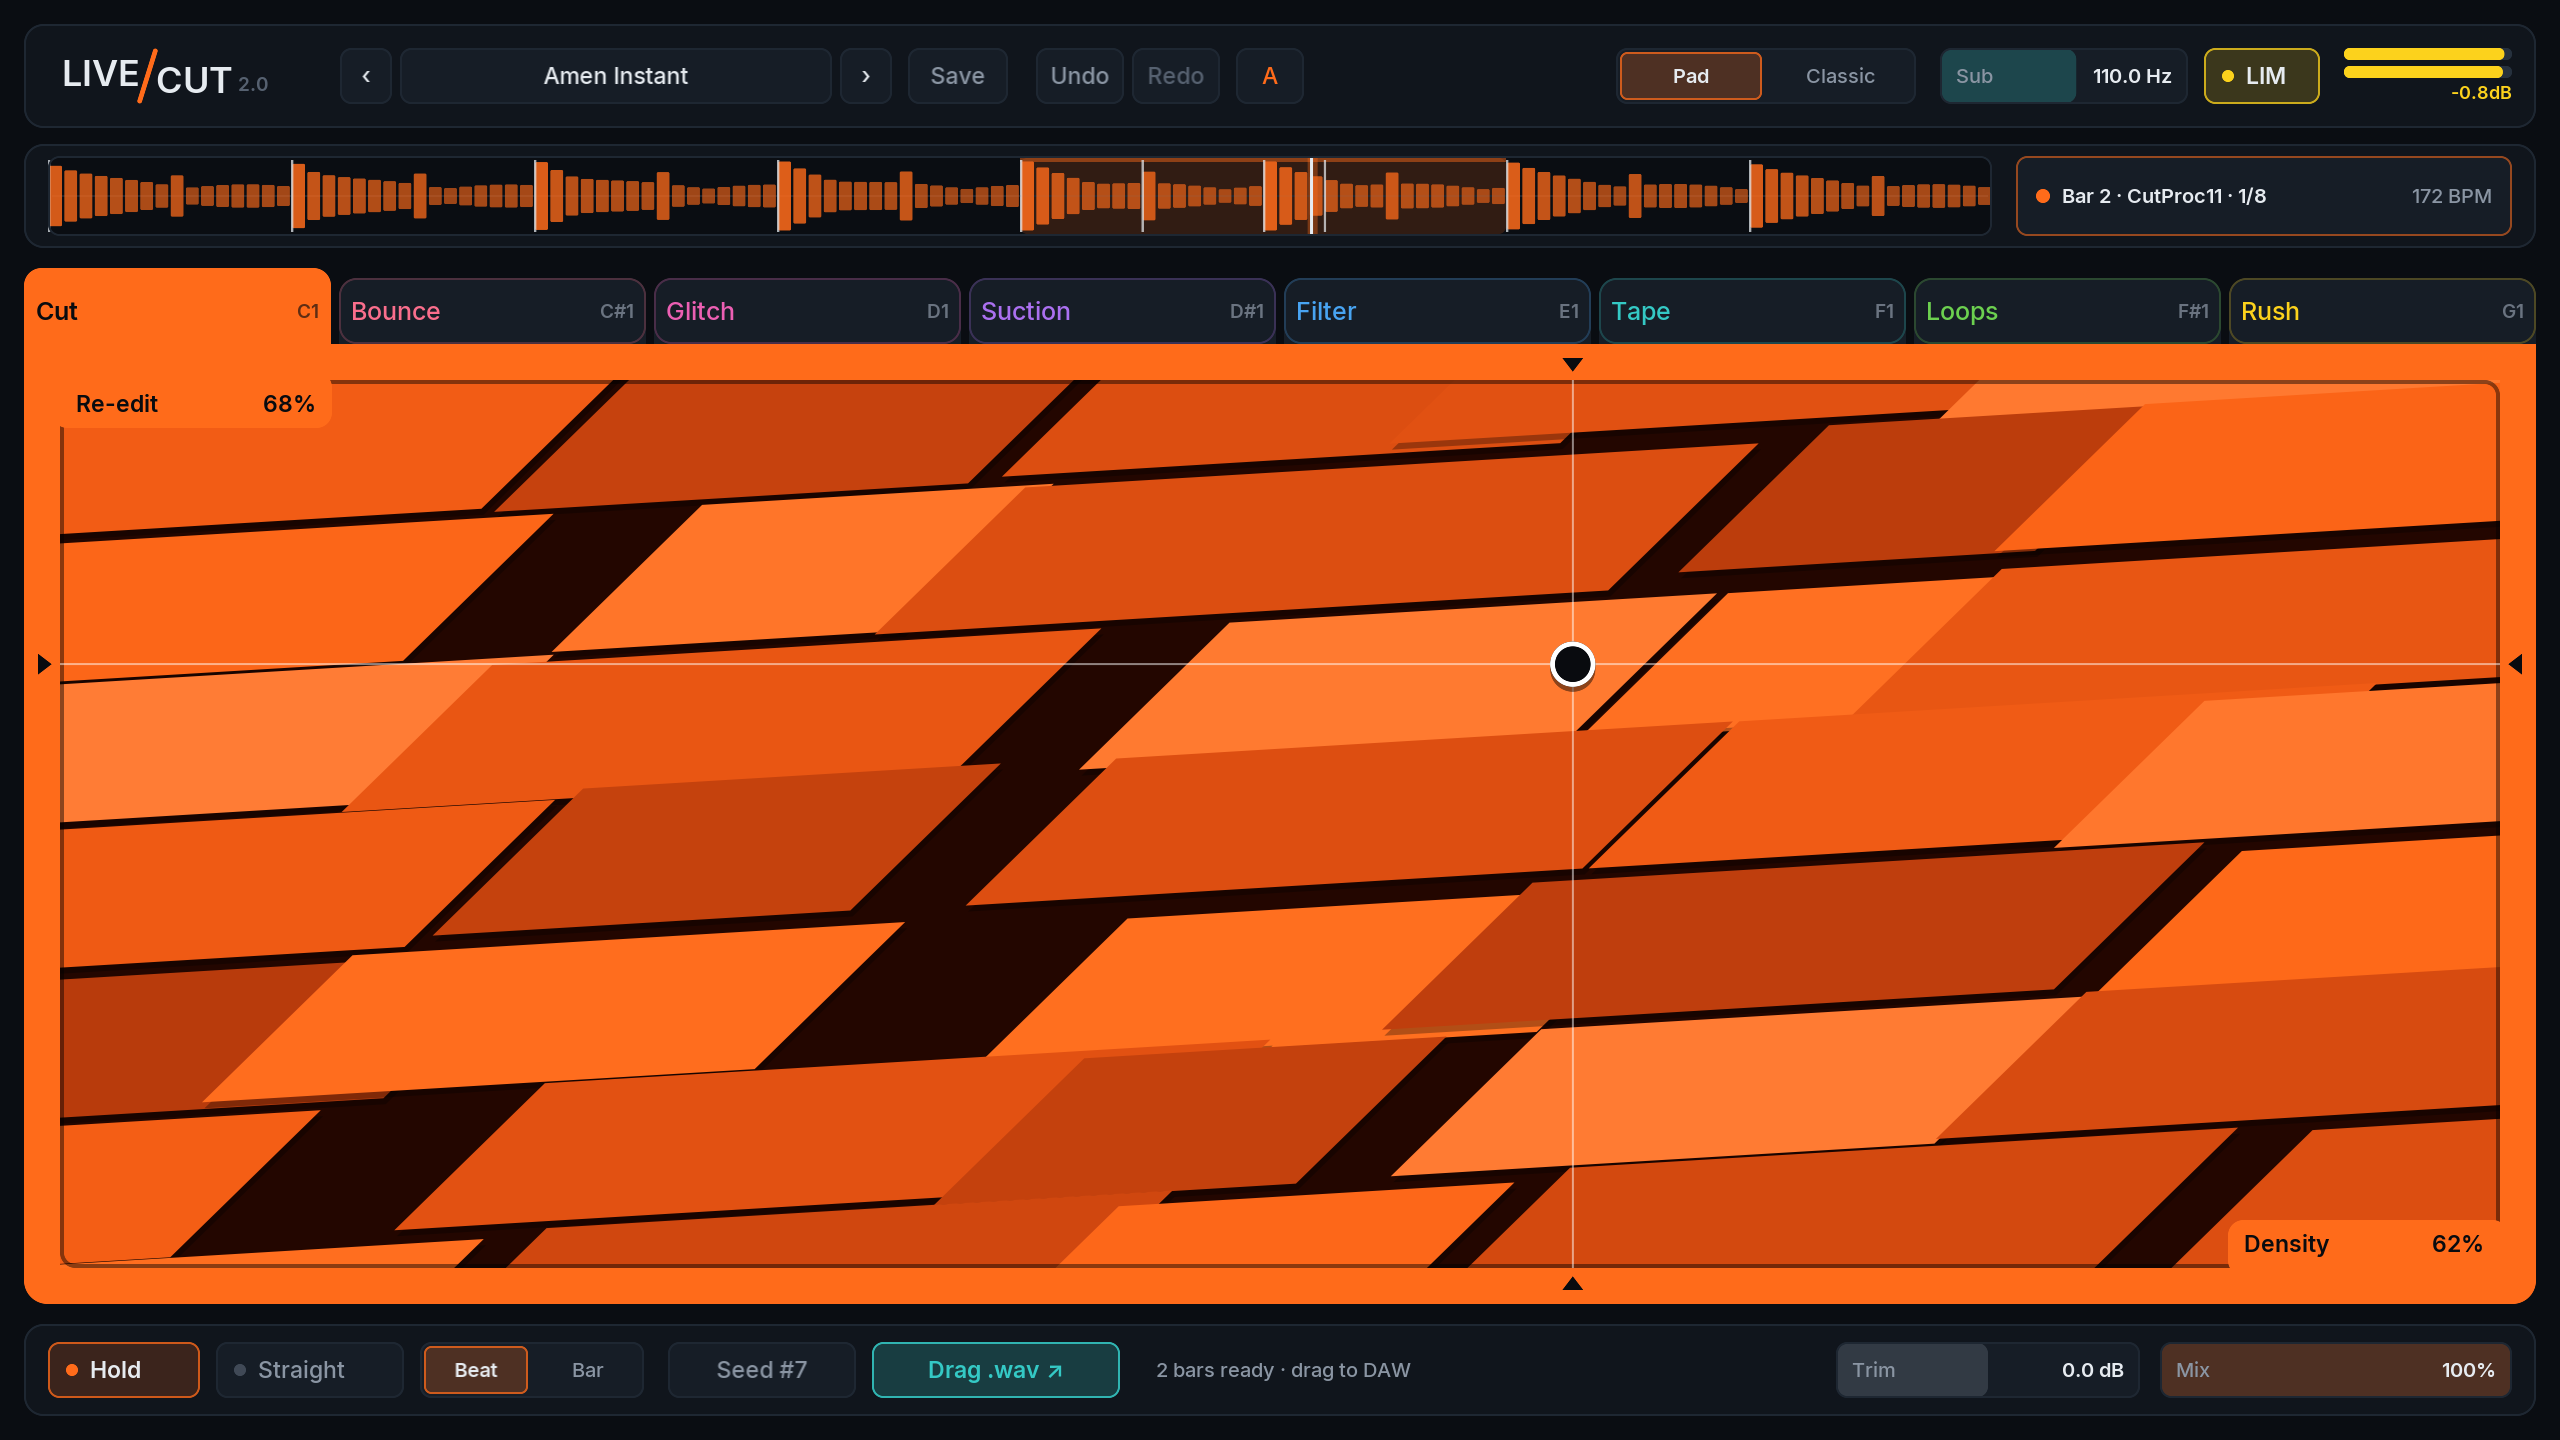 LIVE/CUT 2.0
‹ Amen Instant › Save Undo Redo A
Pad Classic Sub 110.0 Hz LIM
-0.8dB
Bar 2 · CutProc11 · 1/8 172 BPM
Cut C1 Bounce C#1 Glitch D1 Suction D#1 Filter E1 Tape F1 Loops F#1 Rush G1
Re-edit 68%
Density 62%
Hold Straight Beat Bar Seed #7 Drag .wav ↗ 2 bars ready · drag to DAW Trim 0.0 dB Mix 100%